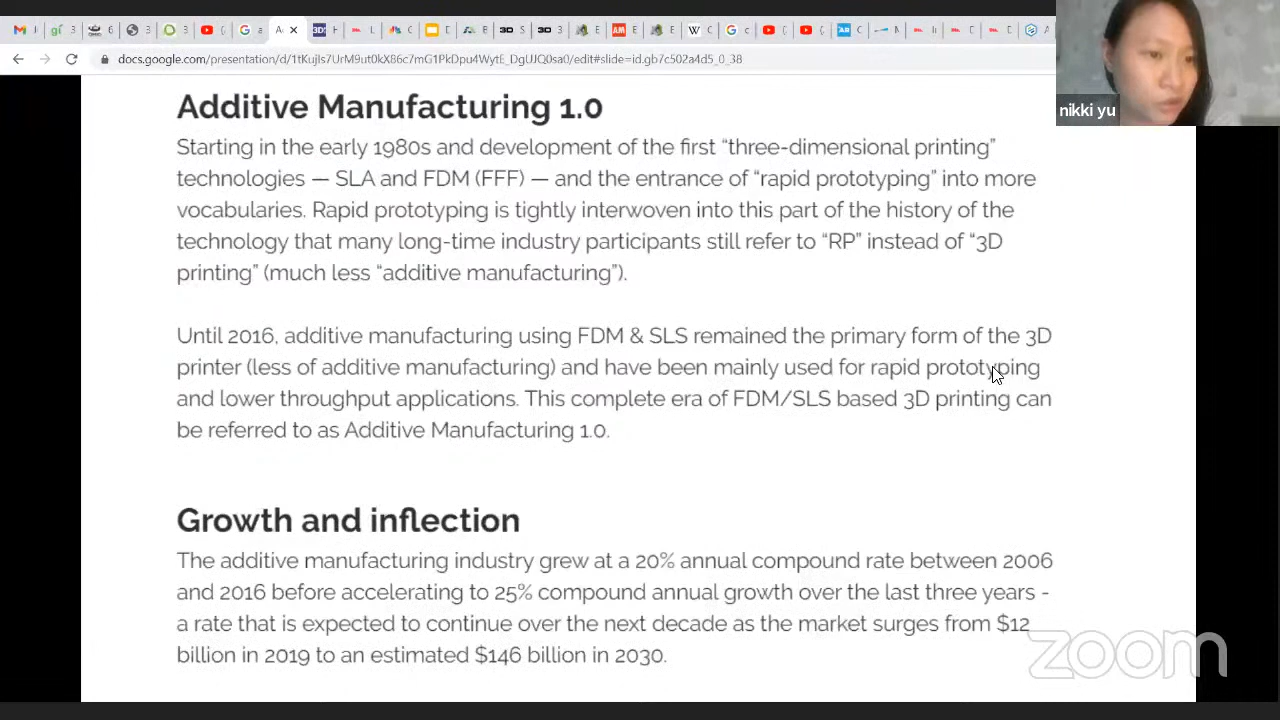 docs.google.com/presentation/d/1tKujIs7UrM9ut0kX86c7mG1PkDpu4WytE_DgUJQ0sa0/edit#slide=id.gb7c502a4d5_0_38
nikki yu
Additive Manufacturing 1.0
Starting in the early 1980s and development of the first “three-dimensional printing”
technologies — SLA and FDM (FFF) — and the entrance of “rapid prototyping” into more
vocabularies. Rapid prototyping is tightly interwoven into this part of the history of the
technology that many long-time industry participants still refer to “RP” instead of “3D
printing” (much less “additive manufacturing”).
Until 2016, additive manufacturing using FDM & SLS remained the primary form of the 3D
printer (less of additive manufacturing) and have been mainly used for rapid prototyping
and lower throughput applications. This complete era of FDM/SLS based 3D printing can
be referred to as Additive Manufacturing 1.0.
Growth and inflection
The additive manufacturing industry grew at a 20% annual compound rate between 2006
and 2016 before accelerating to 25% compound annual growth over the last three years -
a rate that is expected to continue over the next decade as the market surges from $12
billion in 2019 to an estimated $146 billion in 2030.
zoom